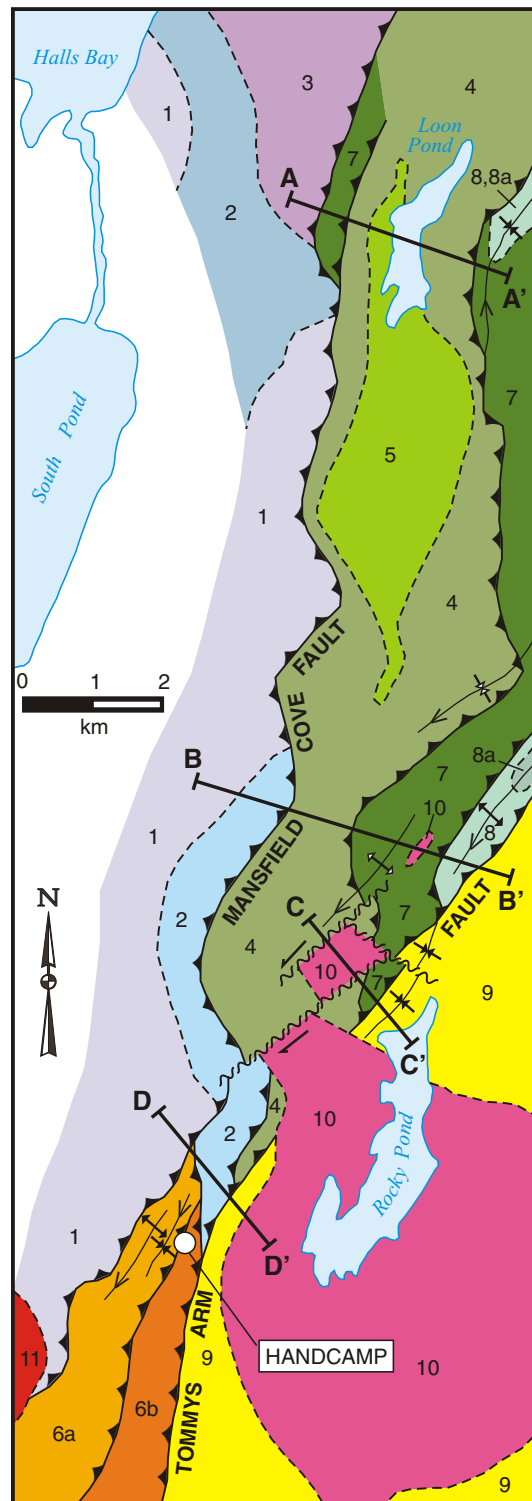 Halls Bay
1
3
4
Loon
Pond
7
8,8a
A
2
A'
7
South Pond
5
1
4
0 1 2
km
MANSFIELD COVE FAULT
8a
7
B
10
1
8
2
B'
N
C
7
FAULT
4
10
9
7
C'
D
10
2
4
Rocky Pond
1
D'
HANDCAMP
11
9
10
TOMMYS ARM
6b
6a
9